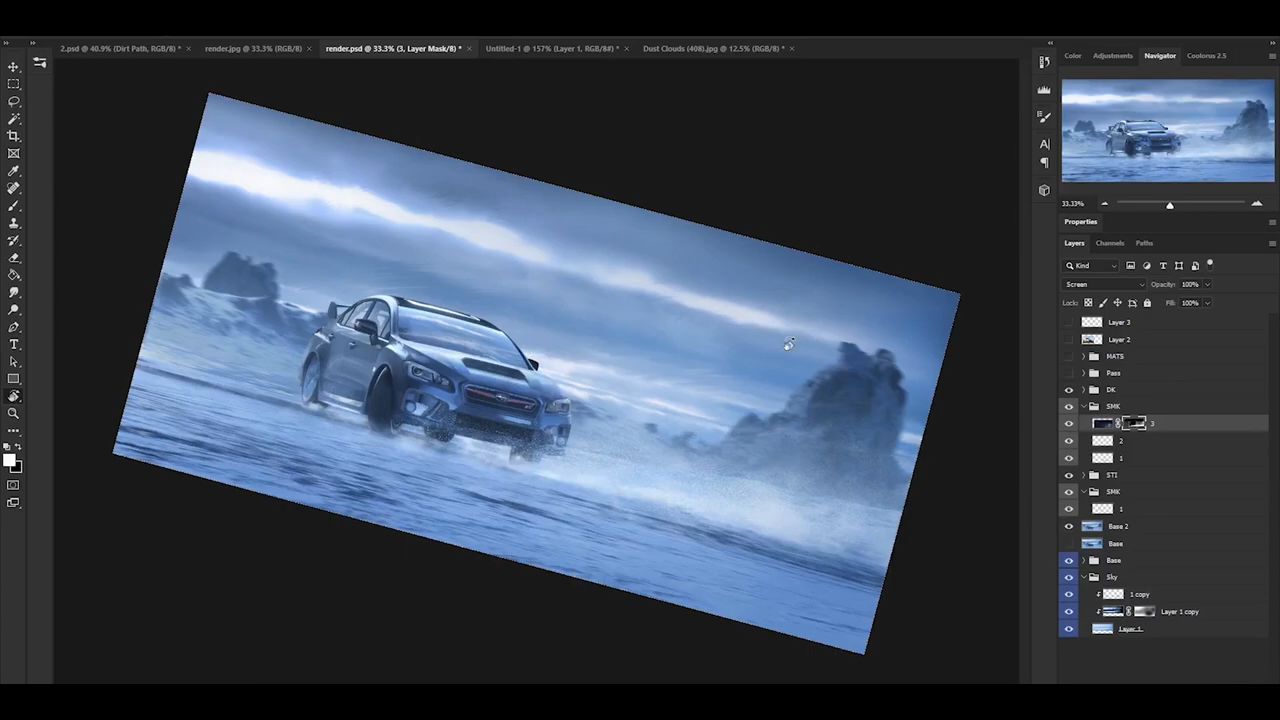 2.psd @ 40.9% (Dirt Path, RGB/8) * × render.jpg @ 33.3% (RGB/8) × render.psd @ 33.3% (3, Layer Mask/8) * × Untitled-1 @ 157% (Layer 1, RGB/8#) * × Dust Clouds (408).jpg @ 12.5% (RGB/8) * ×
Color Adjustments Navigator Coolorus 2.5
33.33%
Properties
Layers Channels Paths
Kind
Screen Opacity: 100%
Lock: Fill: 100%
Layer 3
Layer 2
MATS
Pass
DK
SMK
3
2
1
STI
SMK
1
Base 2
Base
Base
Sky
1 copy
Layer 1 copy
Layer 1